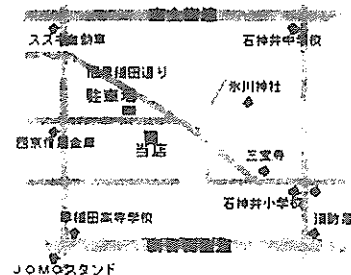 スズキ自動車
石神井中学校
旧早稲田通り
駐車場
氷川神社
西京信用金庫
当店
三宝寺
石神井小学校
早稲田高等学校
消防署
JOMOスタンド